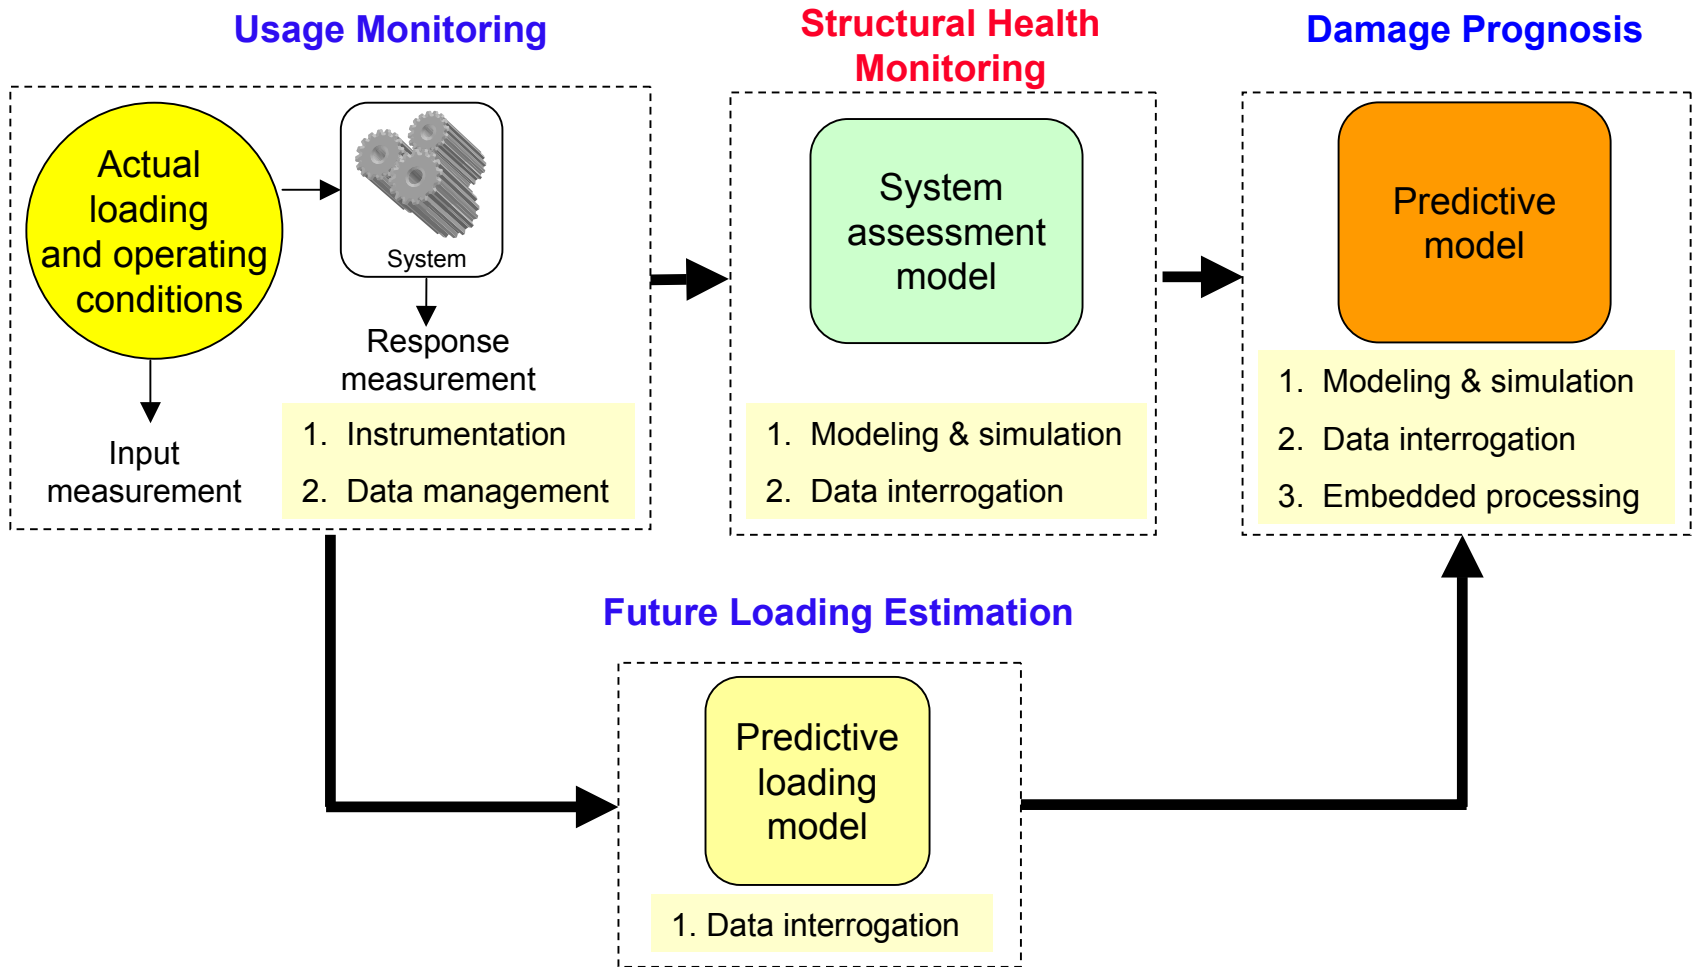 Usage Monitoring
Structural Health
Monitoring
Damage Prognosis
Actual
loading
and operating
conditions
System
Response
measurement
Input
measurement
1. Instrumentation
2. Data management
System
assessment
model
1. Modeling & simulation
2. Data interrogation
Predictive
model
1. Modeling & simulation
2. Data interrogation
3. Embedded processing
Future Loading Estimation
Predictive
loading
model
1. Data interrogation